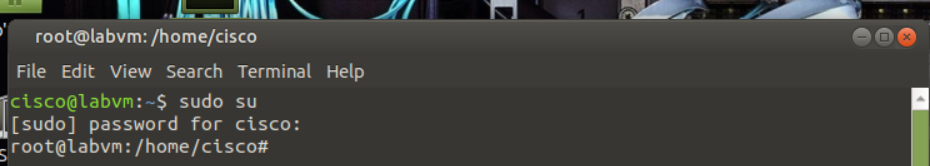 root@labvm: /home/cisco
File Edit View Search Terminal Help
cisco@labvm:~$ sudo su
[sudo] password for cisco:
root@labvm:/home/cisco#